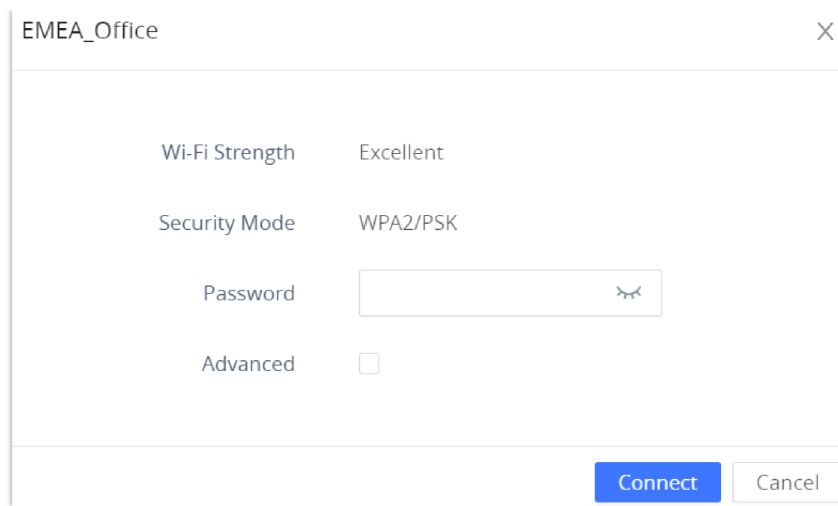 EMEA_Office
Wi-Fi Strength Excellent
Security Mode WPA2/PSK
Password
Advanced
Connect Cancel